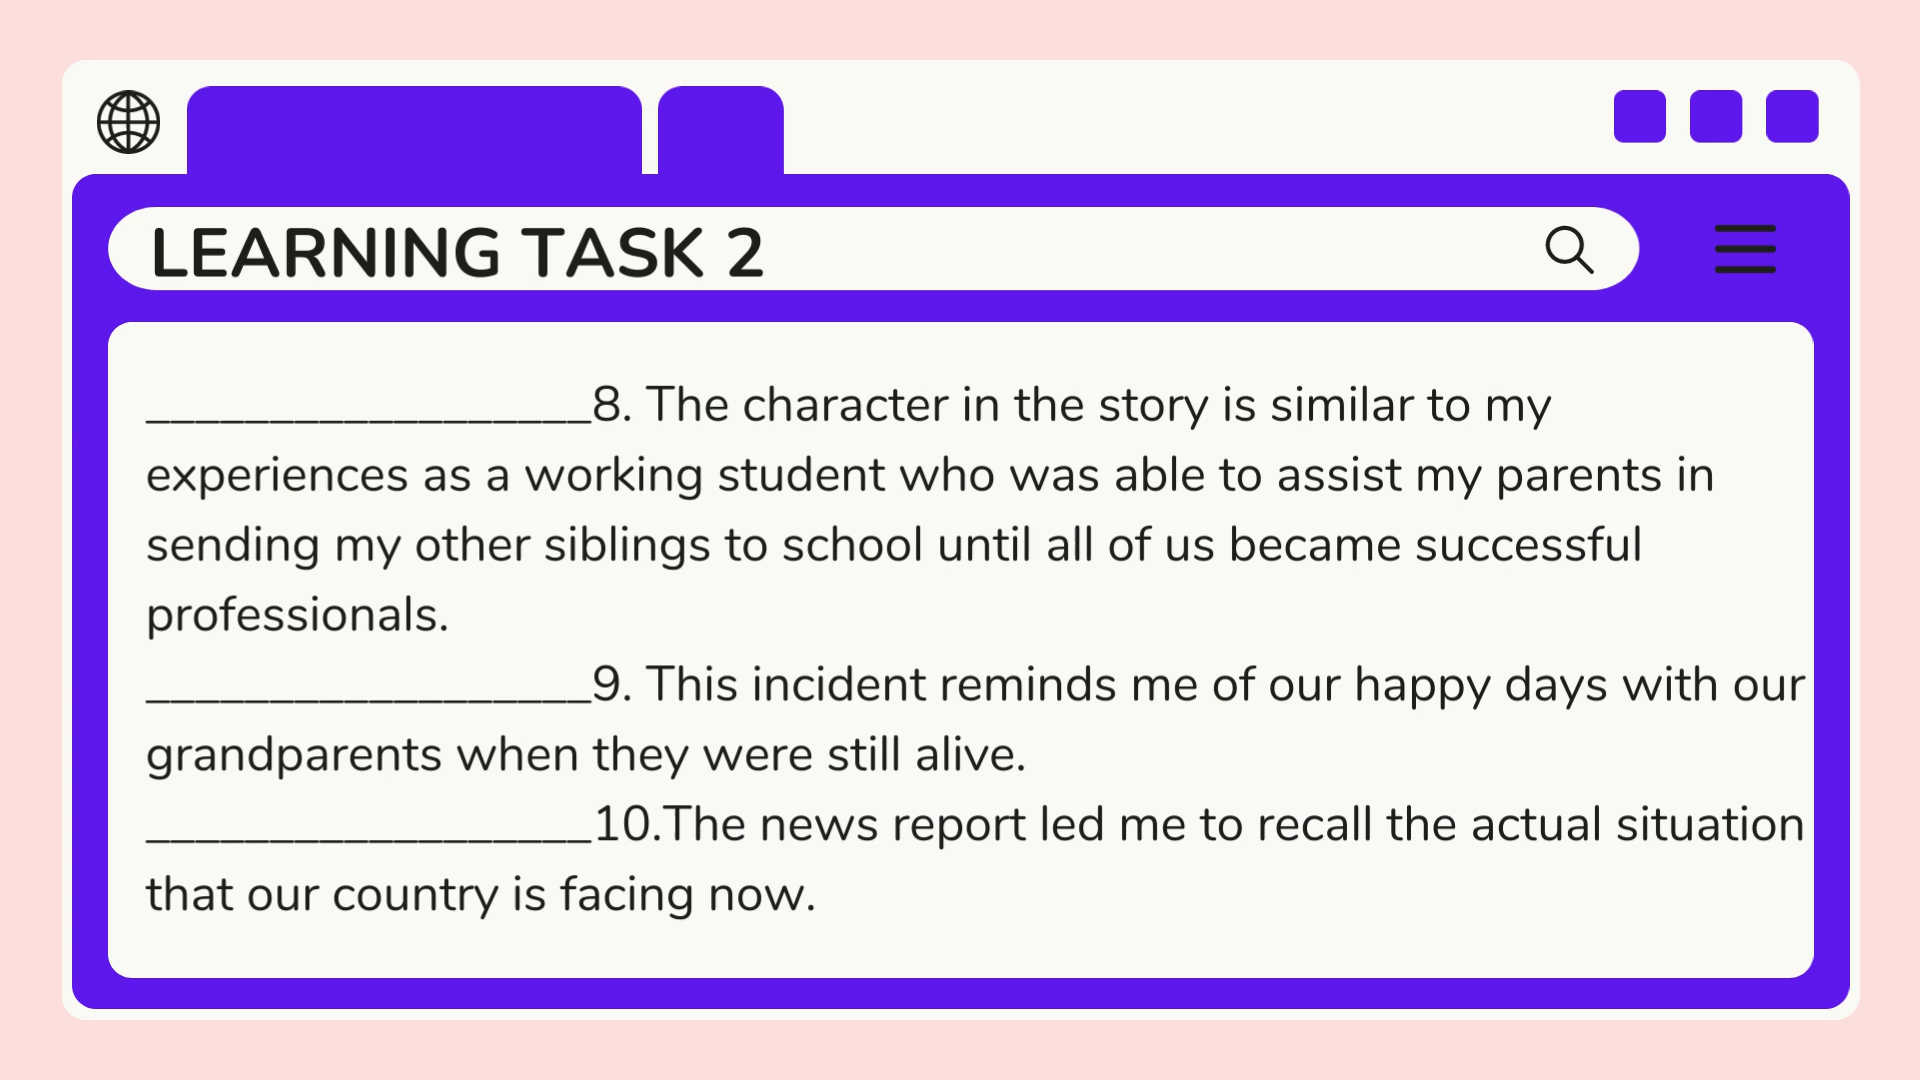 LEARNING TASK 2
__________________8. The character in the story is similar to my
experiences as a working student who was able to assist my parents in
sending my other siblings to school until all of us became successful
professionals.
__________________9. This incident reminds me of our happy days with our
grandparents when they were still alive.
__________________10.The news report led me to recall the actual situation
that our country is facing now.